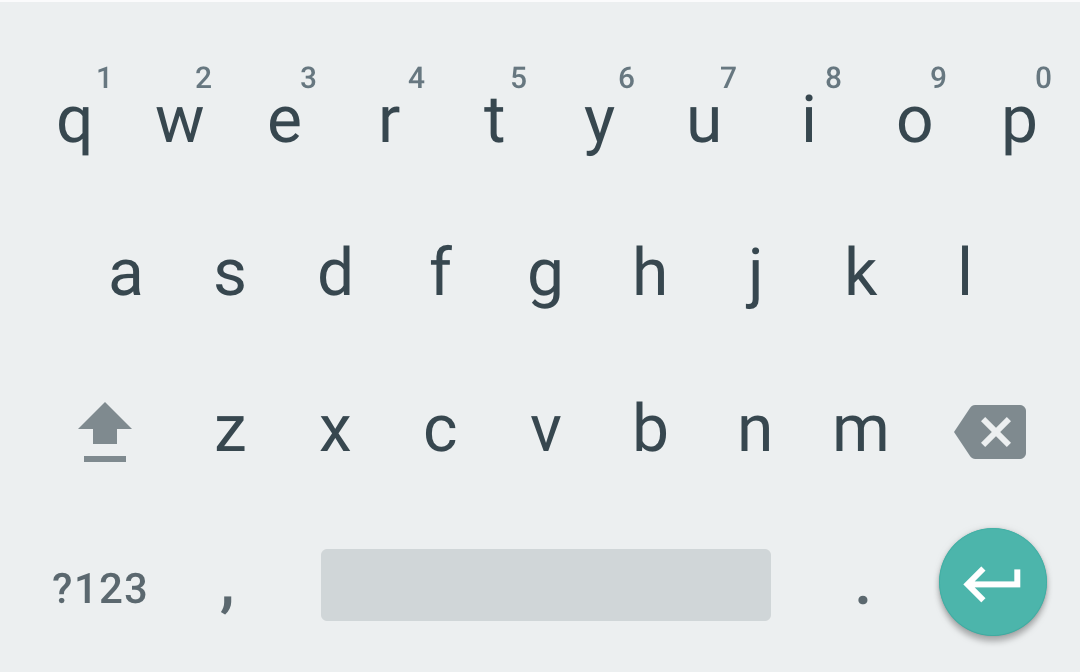 1 2 3 4 5 6 7 8 9 0
q w e r t y u i o p
a s d f g h j k l
z x c v b n m
?123 , .